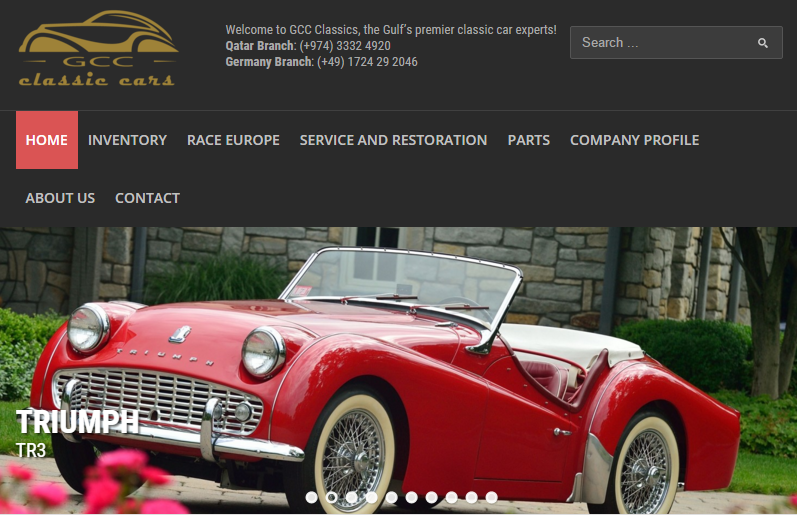 GCC
classic cars
Welcome to GCC Classics, the Gulf's premier classic car experts!
Qatar Branch: (+974) 3332 4920
Germany Branch: (+49) 1724 29 2046
Search ...
HOME INVENTORY RACE EUROPE SERVICE AND RESTORATION PARTS COMPANY PROFILE
ABOUT US CONTACT
TRIUMPH
TRIUMPH
TR3